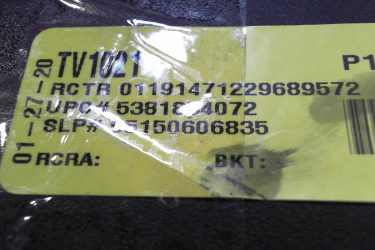 TV1021
P1
RCTR 01191471229689572
UPC#
SLP#
RCRA: BKT:
01-27-20